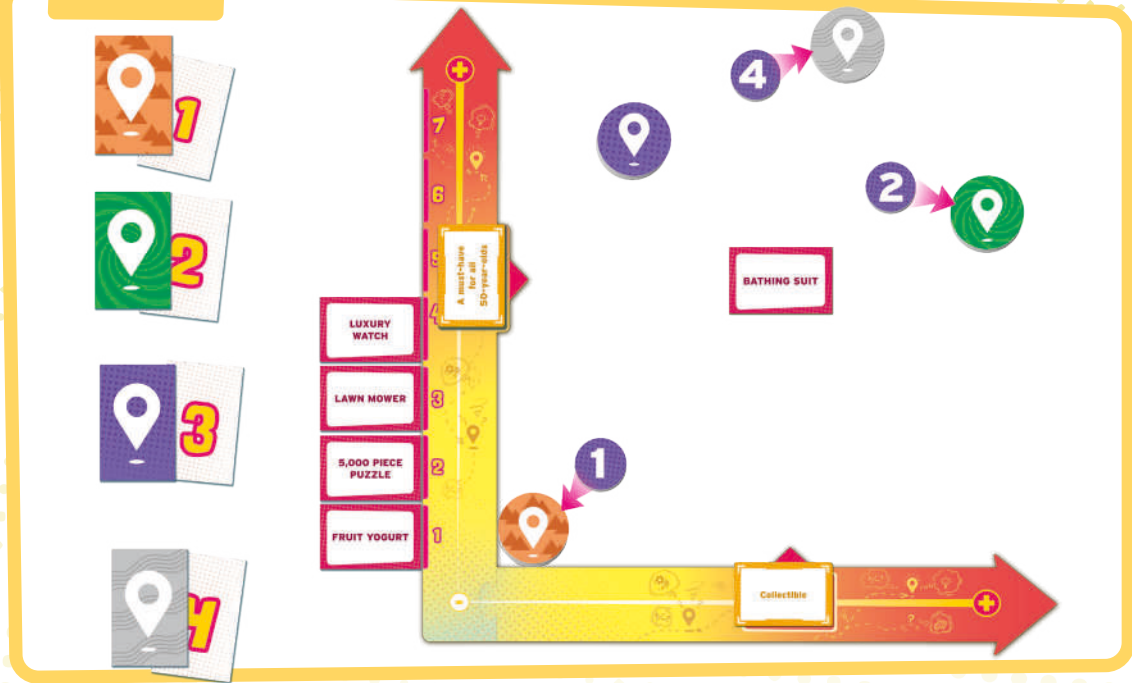 1
2
3
4
+
7
6
5
4
3
2
1
A must-have
for all
50-year-olds
LUXURY
WATCH
LAWN MOWER
5,000 PIECE
PUZZLE
FRUIT YOGURT
4
2
BATHING SUIT
1
-
Collectible
+